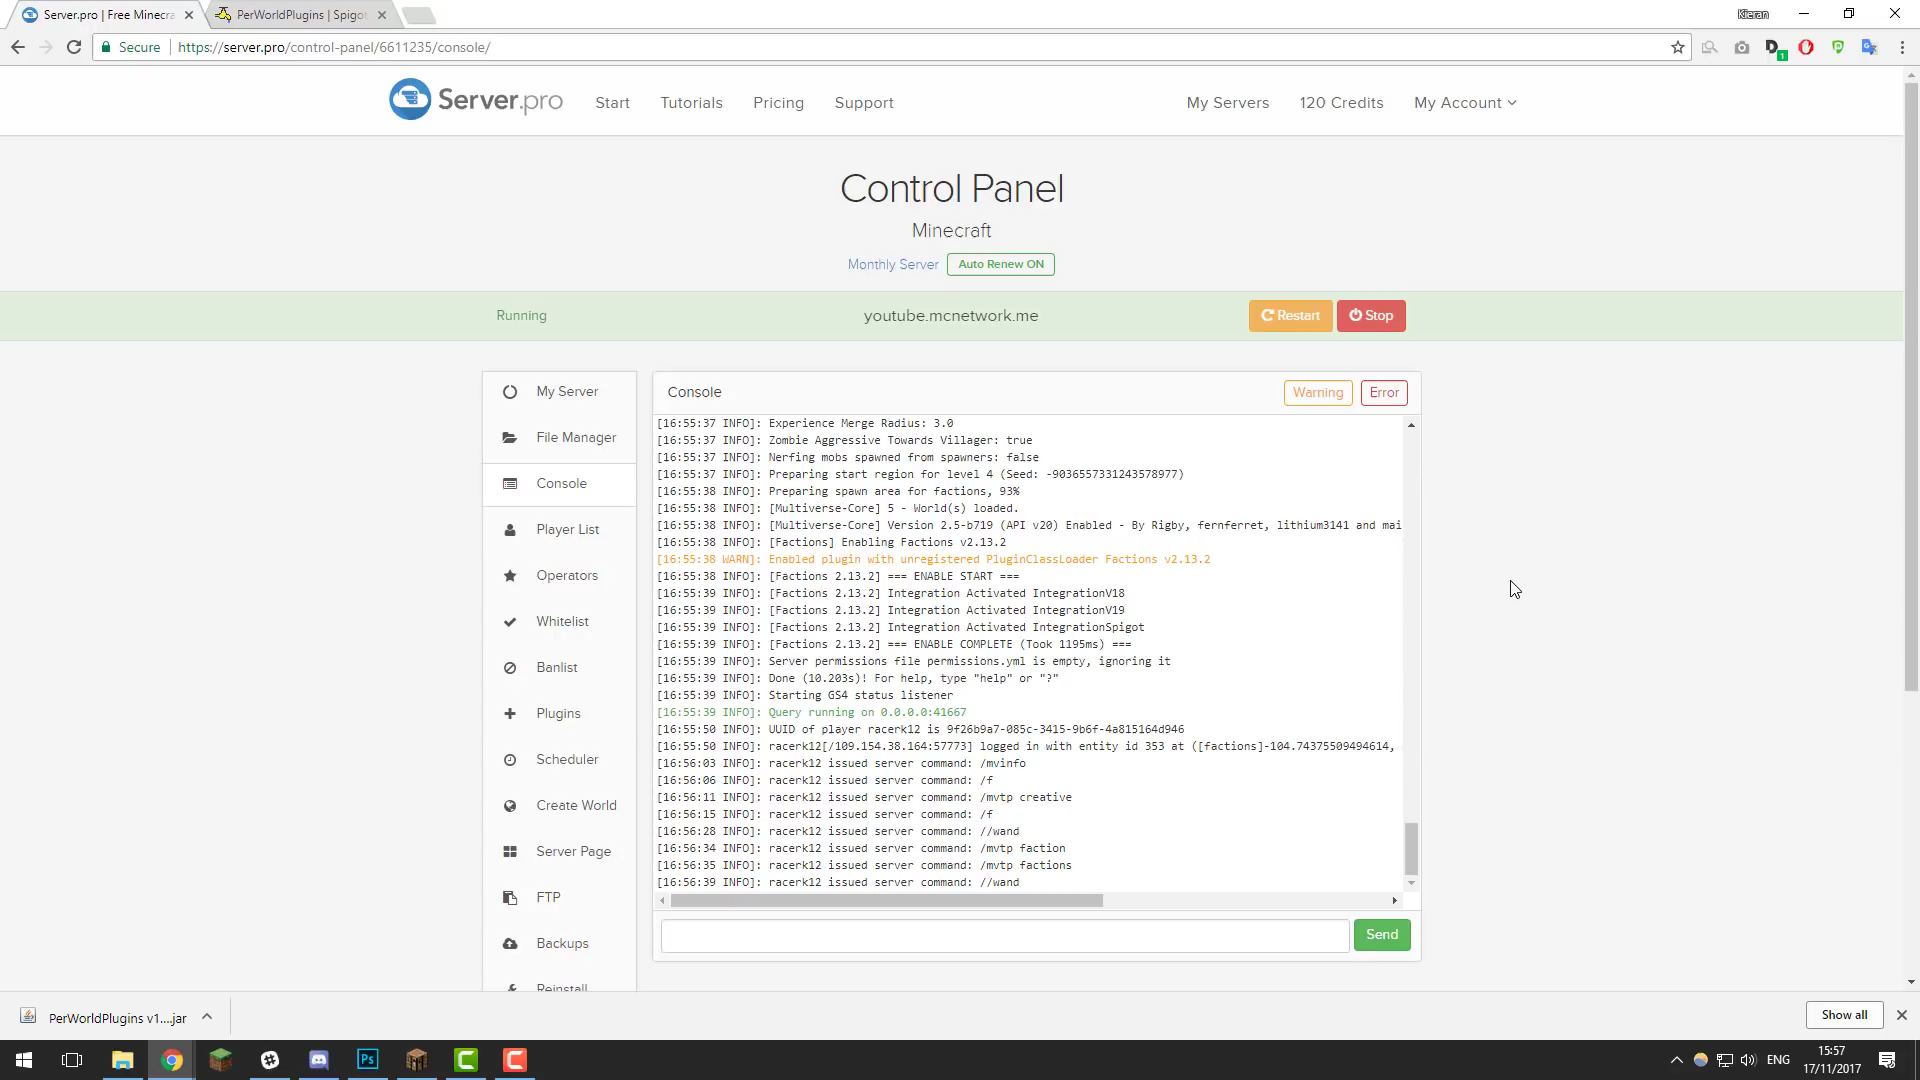 Server.pro | Free Minecra
PerWorldPlugins | Spigo
Kieran
Secure
https://server.pro/control-panel/6611235/console/
1
Server.pro
Start
Tutorials
Pricing
Support
My Servers
120 Credits
My Account
Control Panel
Minecraft
Monthly Server
Auto Renew ON
Running
youtube.mcnetwork.me
Restart
Stop
My Server
File Manager
Console
Player List
Operators
Whitelist
Banlist
Plugins
Scheduler
Create World
Server Page
FTP
Backups
Reinstall
Console
Warning
Error
[16:55:37 INFO]: Experience Merge Radius: 3.0
[16:55:37 INFO]: Zombie Aggressive Towards Villager: true
[16:55:37 INFO]: Nerfing mobs spawned from spawners: false
[16:55:37 INFO]: Preparing start region for level 4 (Seed: -9036557331243578977)
[16:55:38 INFO]: Preparing spawn area for factions, 93%
[16:55:38 INFO]: [Multiverse-Core] 5 - World(s) loaded.
[16:55:38 INFO]: [Multiverse-Core] Version 2.5-b719 (API v20) Enabled - By Rigby, fernferret, lithium3141 and mai
[16:55:38 INFO]: [Factions] Enabling Factions v2.13.2
[16:55:38 WARN]: Enabled plugin with unregistered PluginClassLoader Factions v2.13.2
[16:55:38 INFO]: [Factions 2.13.2] === ENABLE START ===
[16:55:39 INFO]: [Factions 2.13.2] Integration Activated IntegrationV18
[16:55:39 INFO]: [Factions 2.13.2] Integration Activated IntegrationV19
[16:55:39 INFO]: [Factions 2.13.2] Integration Activated IntegrationSpigot
[16:55:39 INFO]: [Factions 2.13.2] === ENABLE COMPLETE (Took 1195ms) ===
[16:55:39 INFO]: Server permissions file permissions.yml is empty, ignoring it
[16:55:39 INFO]: Done (10.203s)! For help, type "help" or "?"
[16:55:39 INFO]: Starting GS4 status listener
[16:55:39 INFO]: Query running on 0.0.0.0:41667
[16:55:50 INFO]: UUID of player racerk12 is 9f26b9a7-085c-3415-9b6f-4a815164d946
[16:55:50 INFO]: racerk12[/109.154.38.164:57773] logged in with entity id 353 at ([factions]-104.74375509494614,
[16:56:03 INFO]: racerk12 issued server command: /mvinfo
[16:56:06 INFO]: racerk12 issued server command: /f
[16:56:11 INFO]: racerk12 issued server command: /mvtp creative
[16:56:15 INFO]: racerk12 issued server command: /f
[16:56:28 INFO]: racerk12 issued server command: //wand
[16:56:34 INFO]: racerk12 issued server command: /mvtp faction
[16:56:35 INFO]: racerk12 issued server command: /mvtp factions
[16:56:39 INFO]: racerk12 issued server command: //wand
Send
PerWorldPlugins v1....jar
Show all
Ps
ENG
15:57
17/11/2017